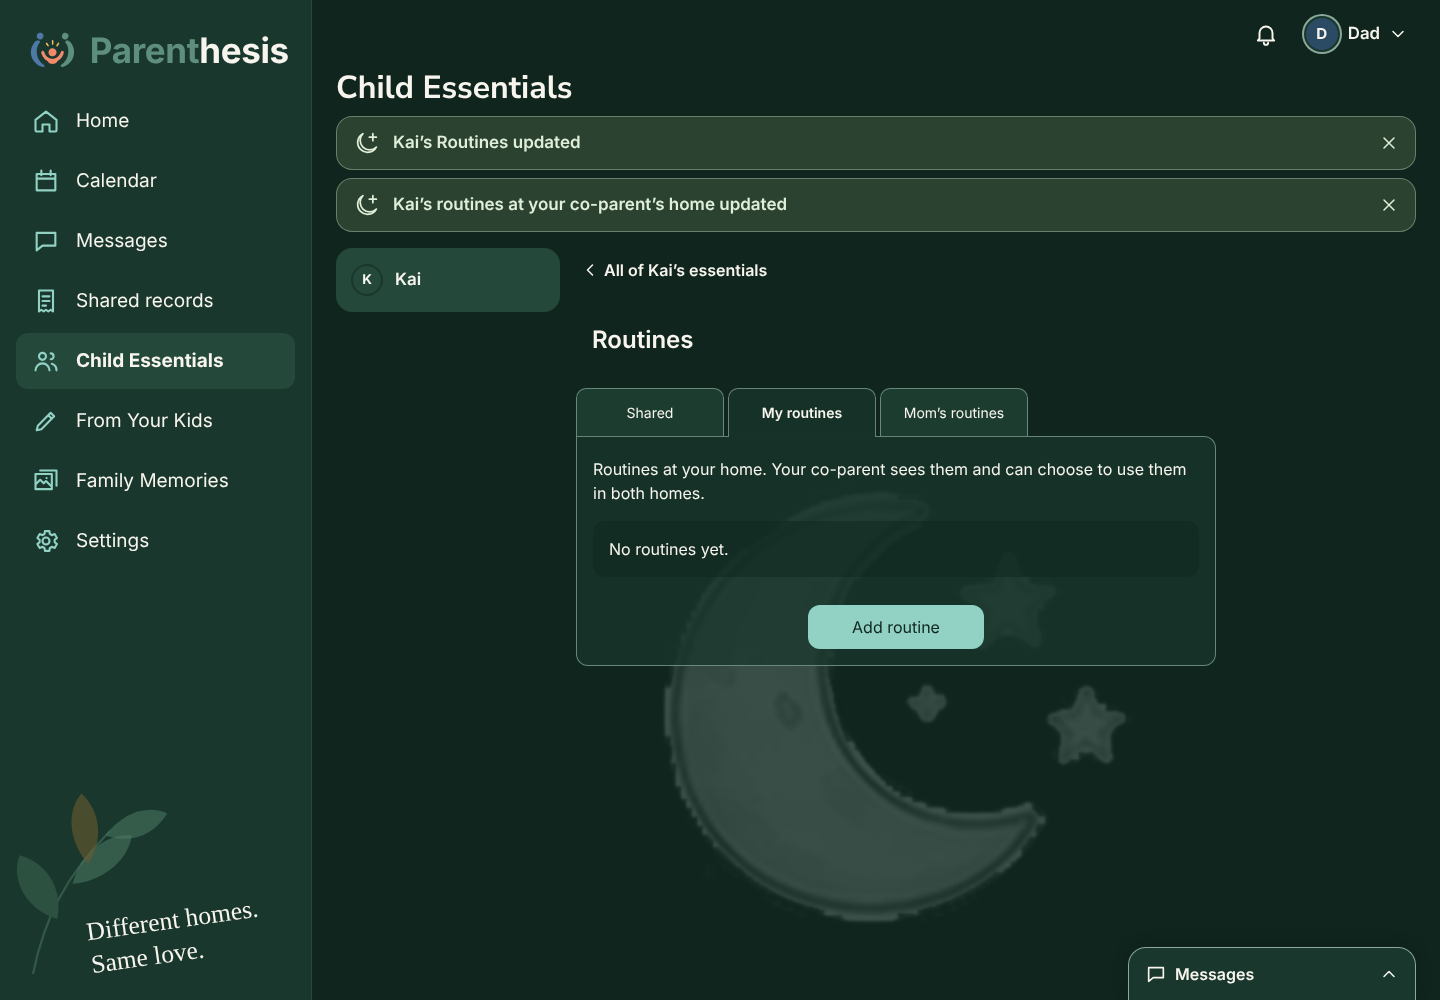 Parenthesis
D
Dad
Home
Calendar
Messages
Shared records
Child Essentials
From Your Kids
Family Memories
Settings
Different homes.
Same love.
Child Essentials
Kai’s Routines updated
Kai’s routines at your co-parent’s home updated
K
Kai
All of Kai’s essentials
Routines
Shared
My routines
Mom’s routines
Routines at your home. Your co-parent sees them and can choose to use them
in both homes.
No routines yet.
Add routine
Messages